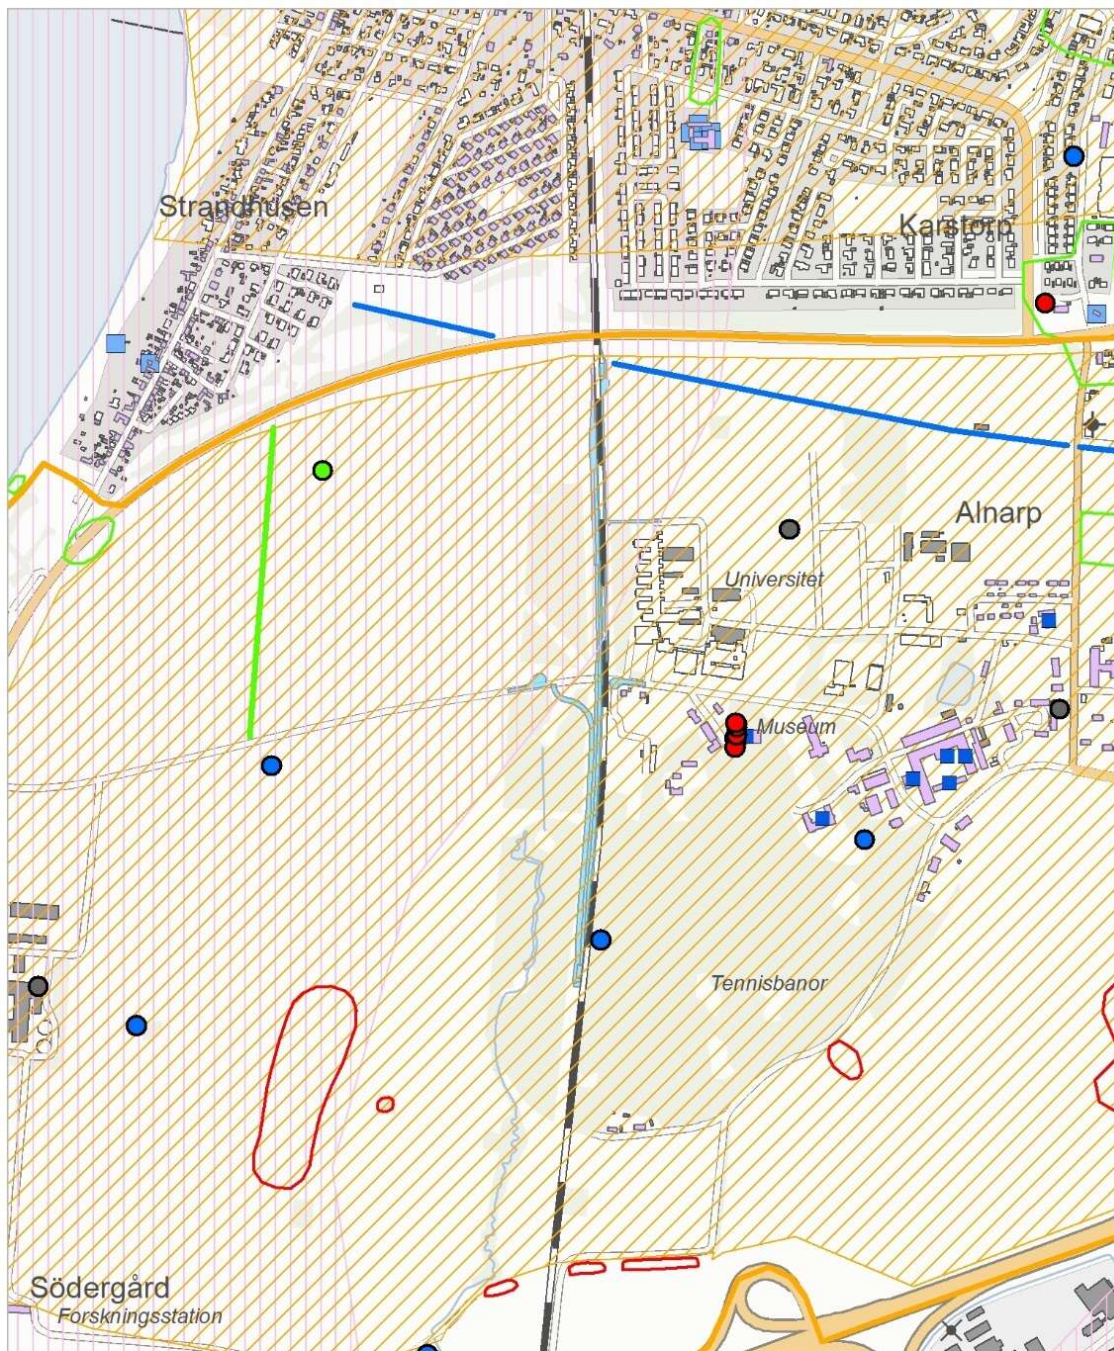 Strandhusen
Karstorp
Alnarp
Universitet
Museum
Tennisbanor
Södergård
Forskningsstation